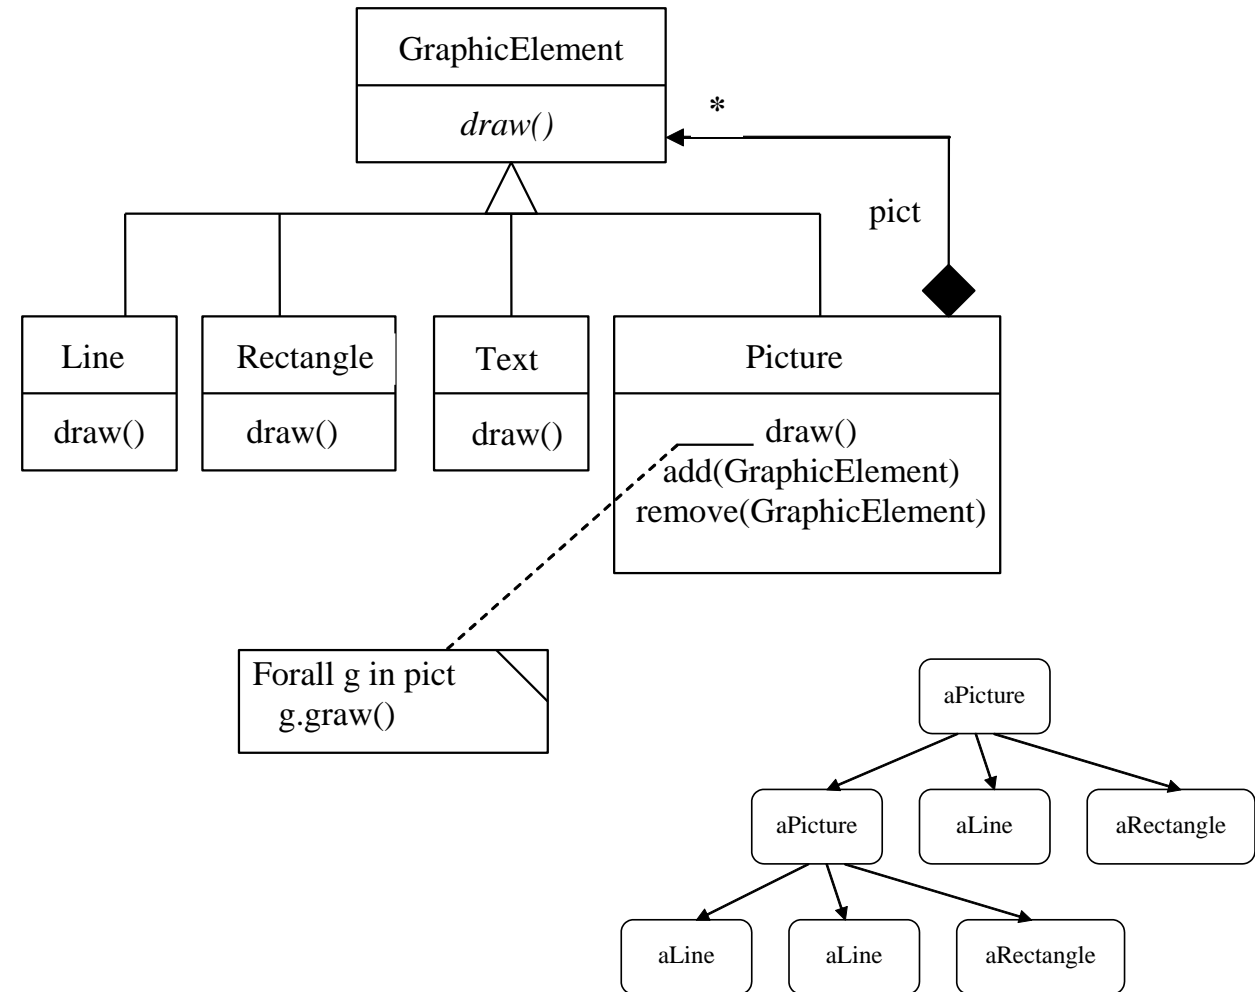 GraphicElement
draw()
*
pict
Line
draw()
Rectangle
draw()
Text
draw()
Picture
draw()
add(GraphicElement)
remove(GraphicElement)
Forall g in pict
g.graw()
aPicture
aPicture
aLine
aRectangle
aLine
aLine
aRectangle